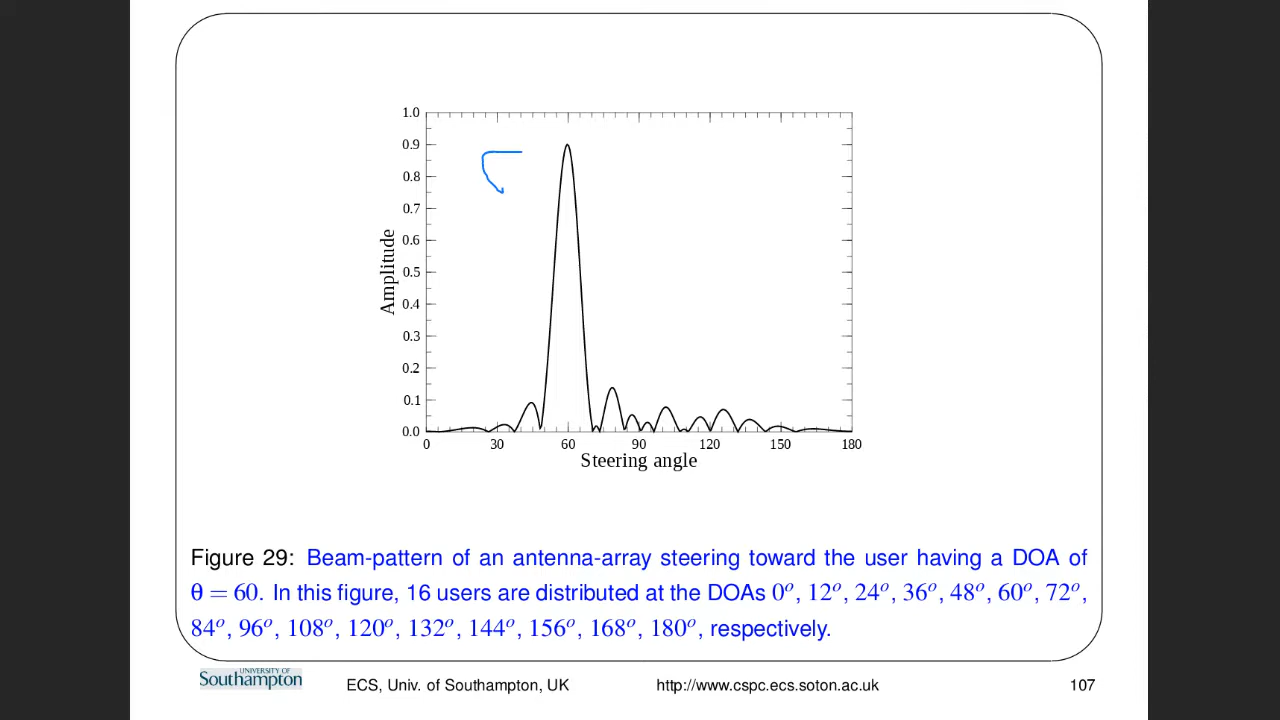 1.0
0.9
0.8
0.7
0.6
0.5
0.4
0.3
0.2
0.1
0.0
Amplitude
0 30 60 90 120 150 180
Steering angle
Figure 29: Beam-pattern of an antenna-array steering toward the user having a DOA of
θ = 60. In this figure, 16 users are distributed at the DOAs 0°, 12°, 24°, 36°, 48°, 60°, 72°,
84°, 96°, 108°, 120°, 132°, 144°, 156°, 168°, 180°, respectively.
UNIVERSITY OF
Southampton
ECS, Univ. of Southampton, UK http://www.cspc.ecs.soton.ac.uk 107